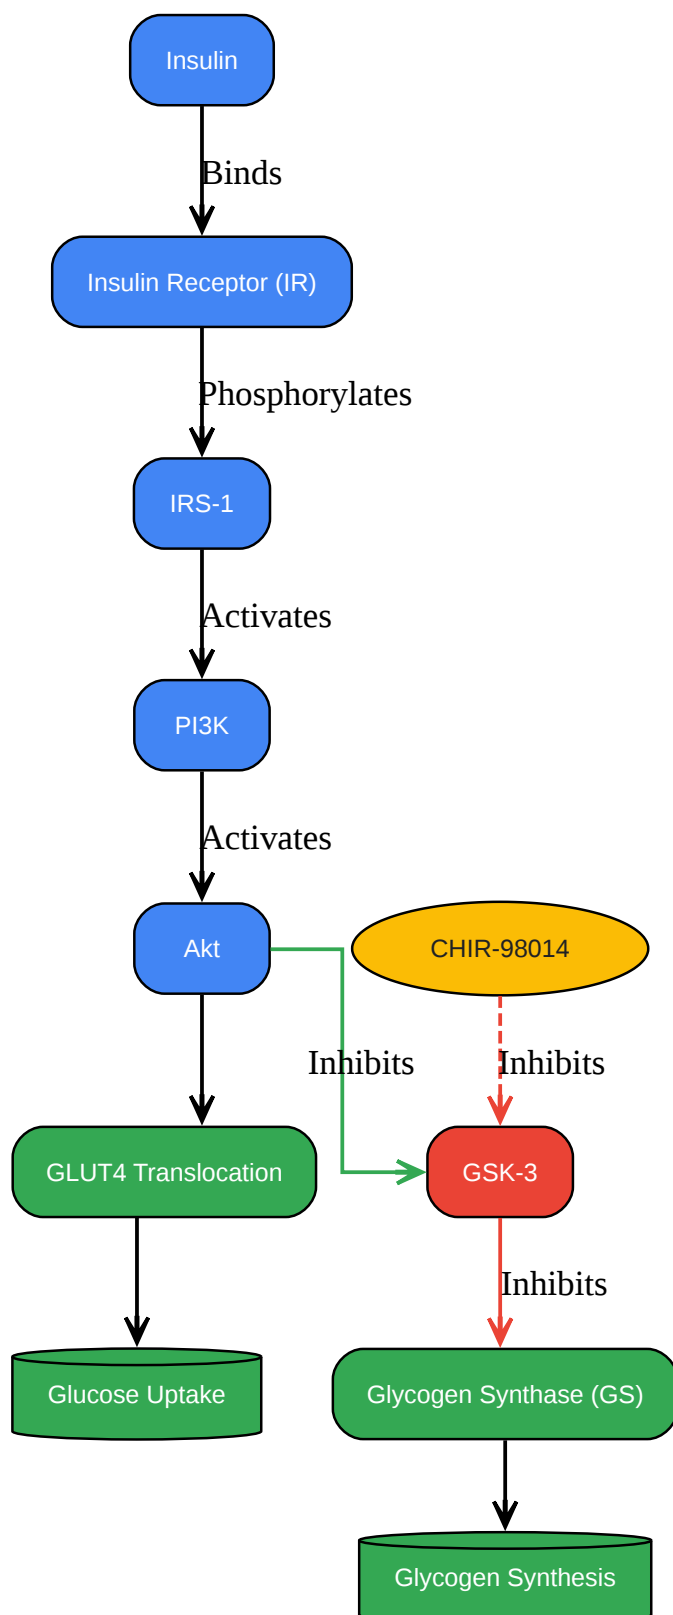 Insulin
Binds
Insulin Receptor (IR)
Phosphorylates
IRS-1
Activates
PI3K
Activates
Akt
CHIR-98014
Inhibits
Inhibits
GLUT4 Translocation
GSK-3
Inhibits
Glucose Uptake
Glycogen Synthase (GS)
Glycogen Synthesis